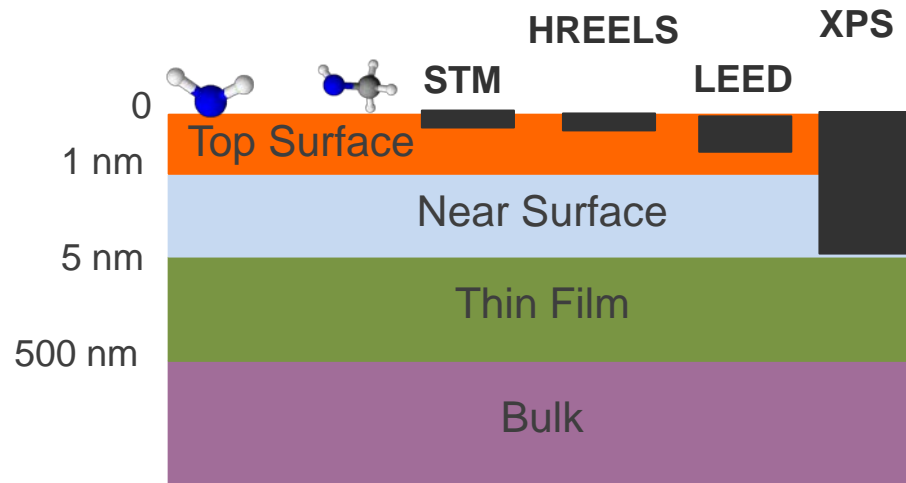 XPS
HREELS
STM
LEED
0
Top Surface
1 nm
Near Surface
5 nm
Thin Film
500 nm
Bulk